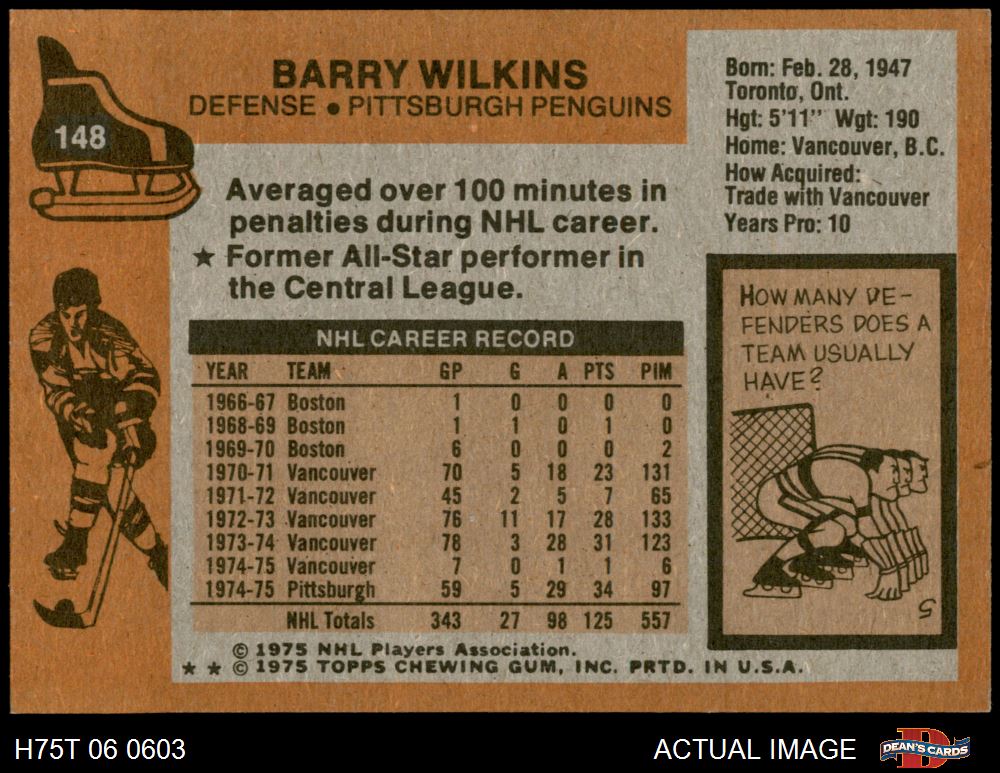 148
BARRY WILKINS
DEFENSE • PITTSBURGH PENGUINS
Born: Feb. 28, 1947
Toronto, Ont.
Hgt: 5'11" Wgt: 190
Home: Vancouver, B.C.
How Acquired:
Trade with Vancouver
Years Pro: 10
Averaged over 100 minutes in
penalties during NHL career.
★ Former All-Star performer in
the Central League.
NHL CAREER RECORD
YEAR TEAM GP G A PTS PIM
1966-67 Boston 1 0 0 0 0
1968-69 Boston 1 1 0 1 0
1969-70 Boston 6 0 0 0 2
1970-71 Vancouver 70 5 18 23 131
1971-72 Vancouver 45 2 5 7 65
1972-73 Vancouver 76 11 17 28 133
1973-74 Vancouver 78 3 28 31 123
1974-75 Vancouver 7 0 1 1 6
1974-75 Pittsburgh 59 5 29 34 97
NHL Totals 343 27 98 125 557
© 1975 NHL Players Association.
★ ★ © 1975 TOPPS CHEWING GUM, INC. PRTD. IN U.S.A.
HOW MANY DE-
FENDERS DOES A
TEAM USUALLY
HAVE?
5
H75T 06 0603
ACTUAL IMAGE
DEAN'S CARDS